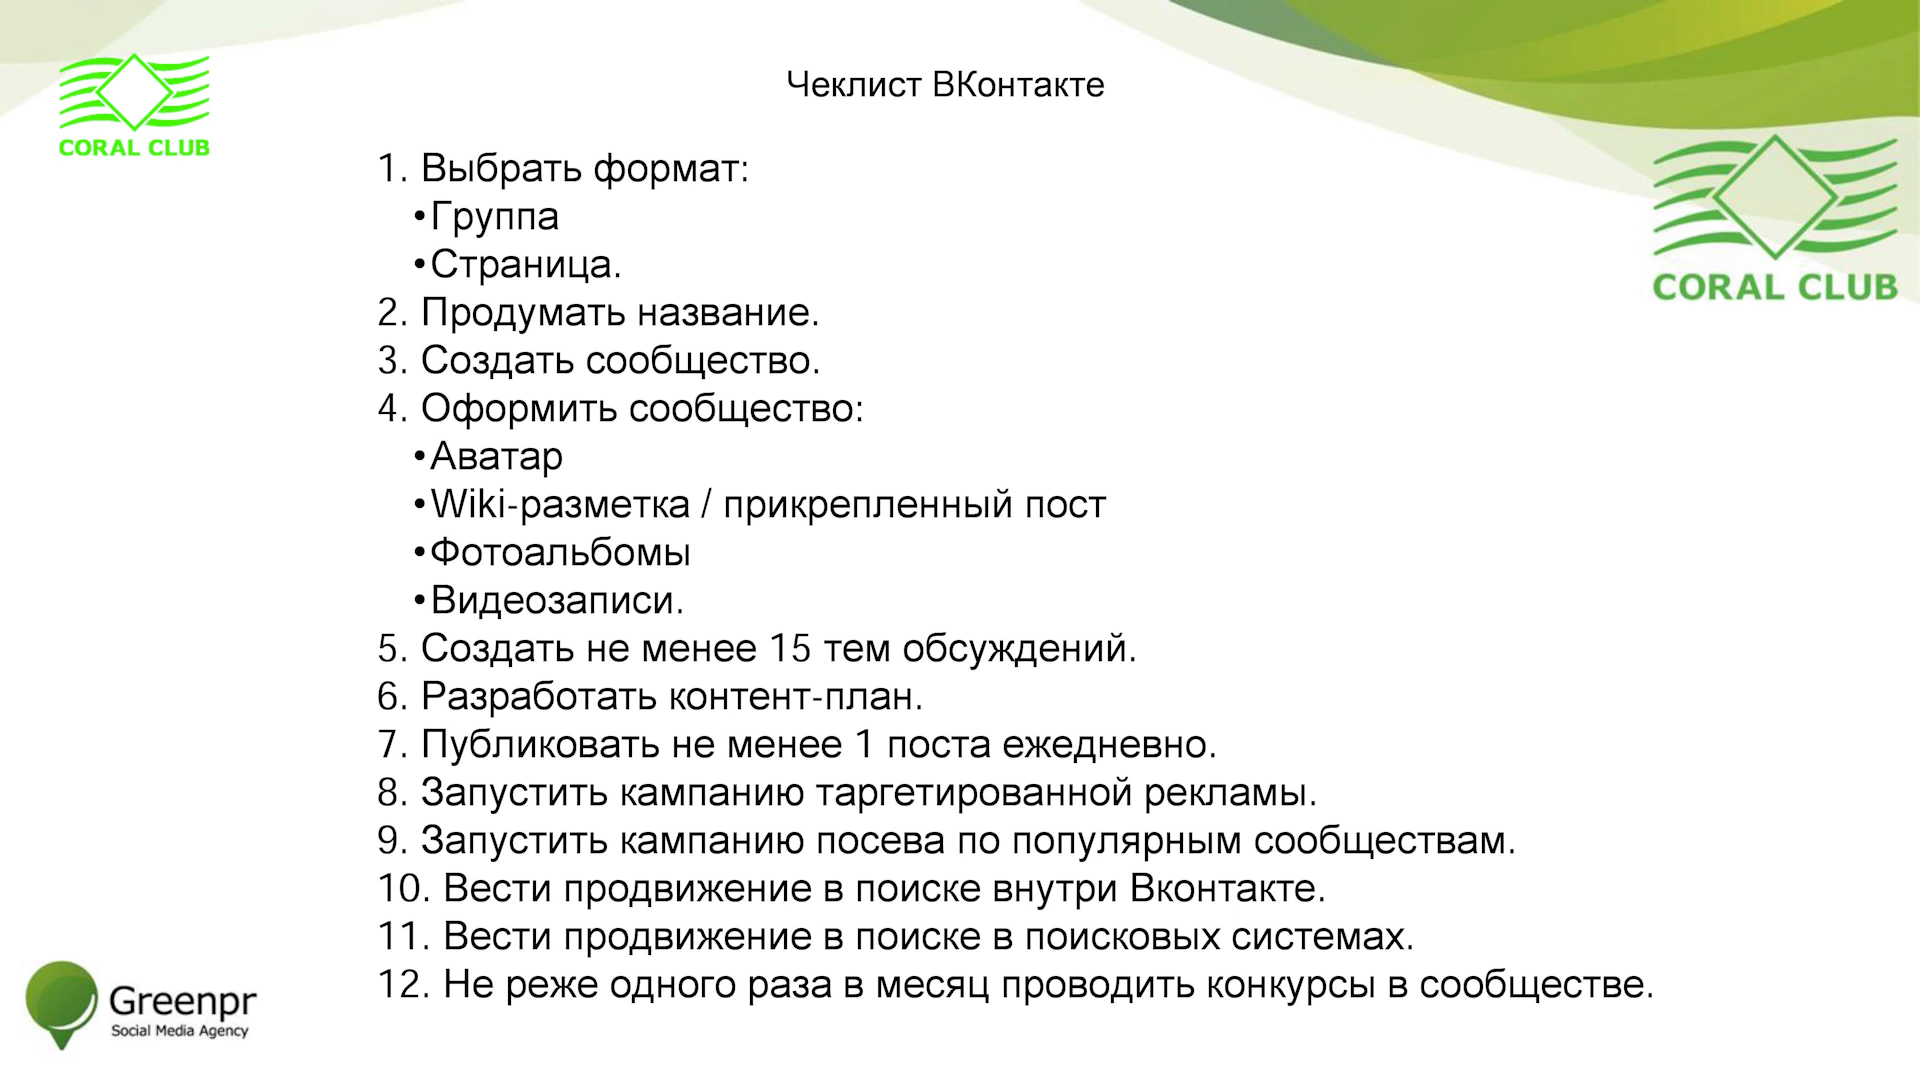 CORAL CLUB
Чеклист ВКонтакте
CORAL CLUB
1. Выбрать формат:
•Группа
•Страница.
2. Продумать название.
3. Создать сообщество.
4. Оформить сообщество:
•Аватар
•Wiki-разметка / прикрепленный пост
•Фотоальбомы
•Видеозаписи.
5. Создать не менее 15 тем обсуждений.
6. Разработать контент-план.
7. Публиковать не менее 1 поста ежедневно.
8. Запустить кампанию таргетированной рекламы.
9. Запустить кампанию посева по популярным сообществам.
10. Вести продвижение в поиске внутри Вконтакте.
11. Вести продвижение в поиске в поисковых системах.
12. Не реже одного раза в месяц проводить конкурсы в сообществе.
Greenpr
Social Media Agency